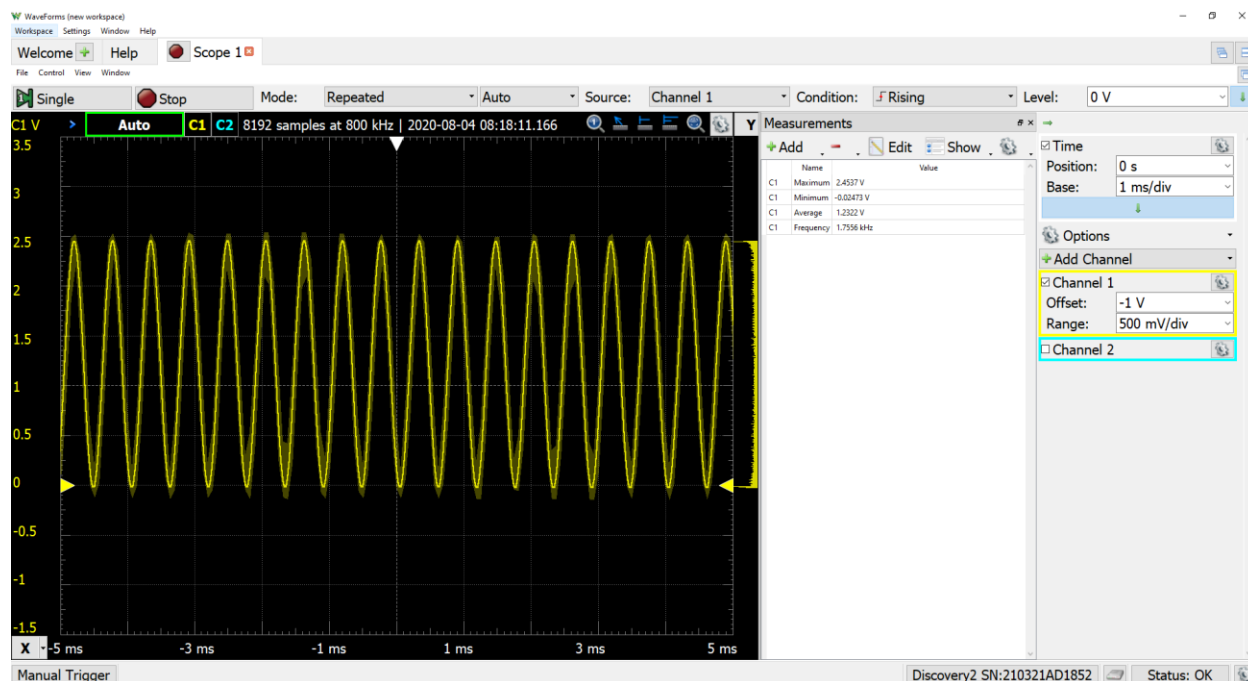 WaveForms (new workspace)
Workspace Settings Window Help
Welcome Help Scope 1
File Control View Window
Single Stop Mode: Repeated Auto Source: Channel 1 Condition: Rising Level: 0 V
C1 V Auto C1 C2 8192 samples at 800 kHz | 2020-08-04 08:18:11.166 Y
3.5
3
2.5
2
1.5
1
0.5
0
-0.5
-1
-1.5
X -5 ms -3 ms -1 ms 1 ms 3 ms 5 ms
Measurements
Add Edit Show
Name Value
C1 Maximum 2.4537 V
C1 Minimum -0.02473 V
C1 Average 1.2322 V
C1 Frequency 1.7556 kHz
Time
Position: 0 s
Base: 1 ms/div
Options
Add Channel
Channel 1
Offset: -1 V
Range: 500 mV/div
Channel 2
Manual Trigger Discovery2 SN:210321AD1852 Status: OK